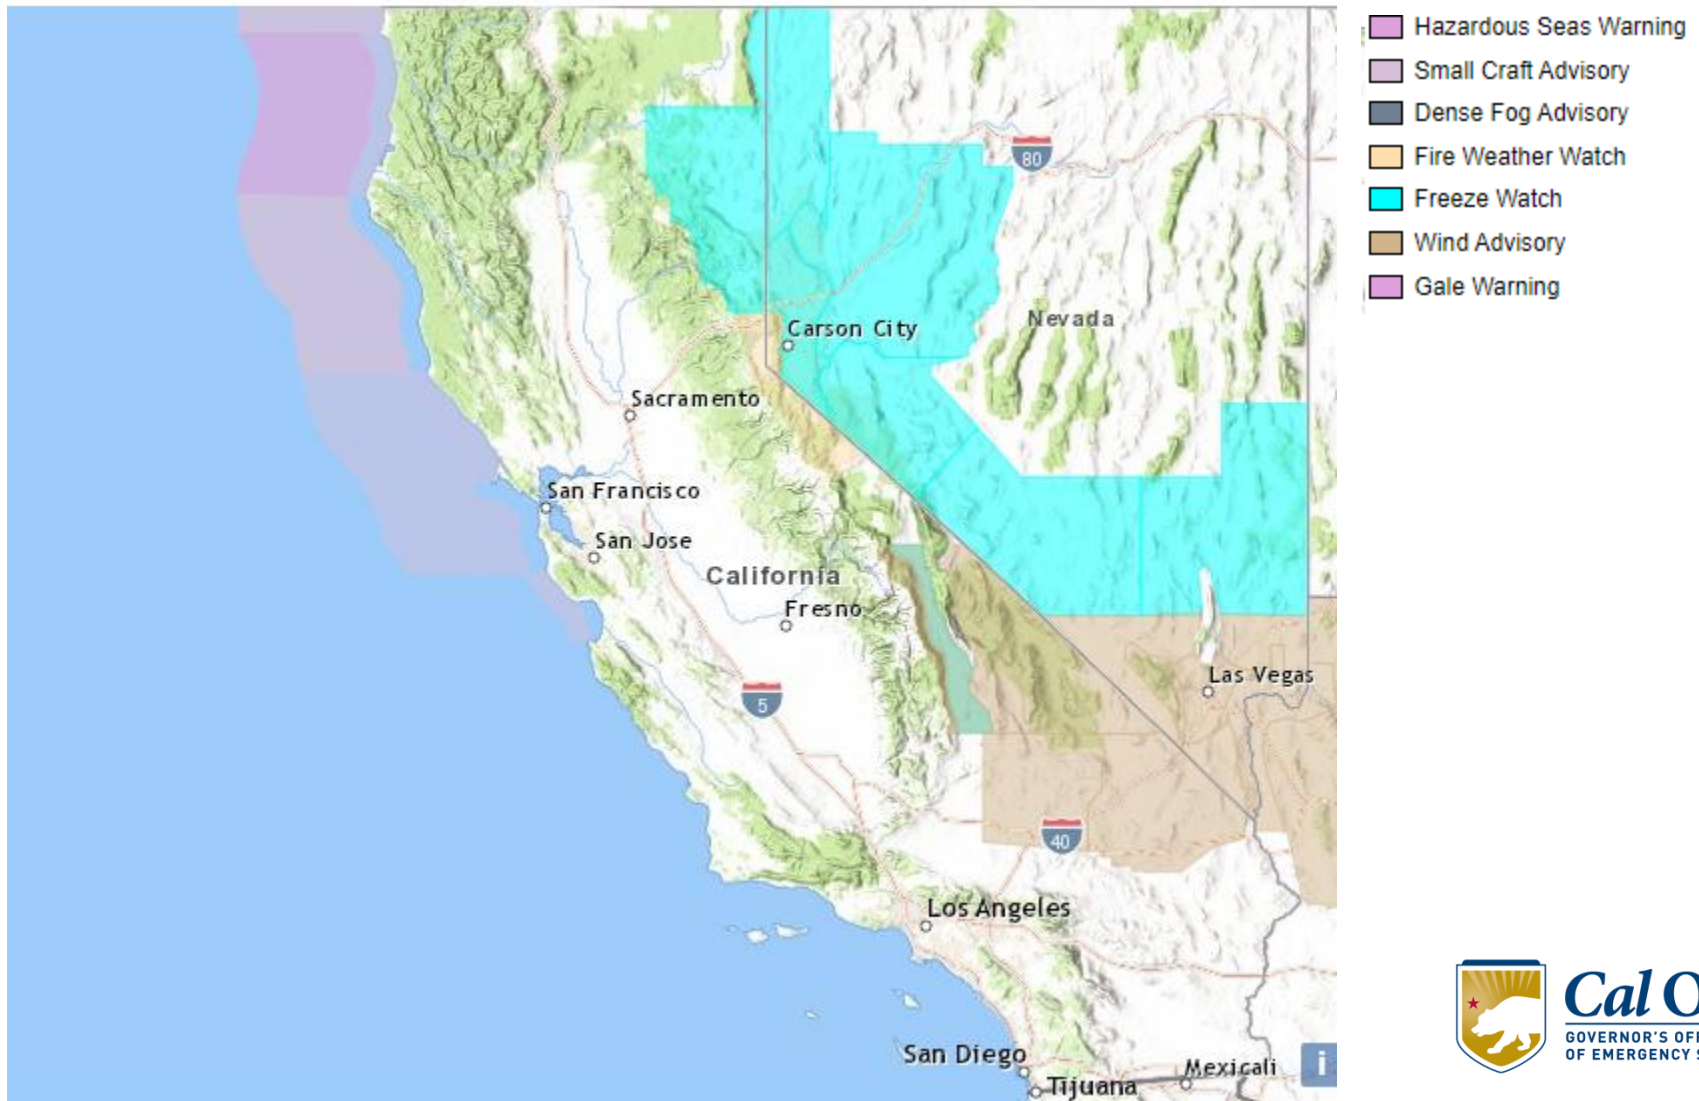 Hazardous Seas Warning
Small Craft Advisory
Dense Fog Advisory
Fire Weather Watch
Freeze Watch
Wind Advisory
Gale Warning
80
Nevada
Carson City
Sacramento
San Francisco
San Jose
California
Fresno
Las Vegas
5
40
Los Angeles
San Diego
Tijuana
Mexicali
i
Cal O
GOVERNOR'S OF
OF EMERGENCY